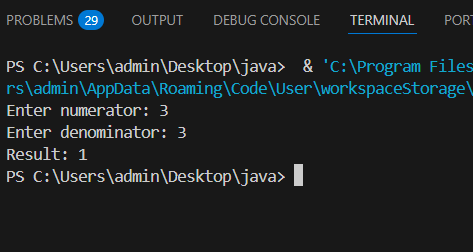 PROBLEMS 29 OUTPUT DEBUG CONSOLE TERMINAL POR
PS C:\Users\admin\Desktop\java>  & 'C:\Program Files
rs\admin\AppData\Roaming\Code\User\workspaceStorage\
Enter numerator: 3
Enter denominator: 3
Result: 1
PS C:\Users\admin\Desktop\java>